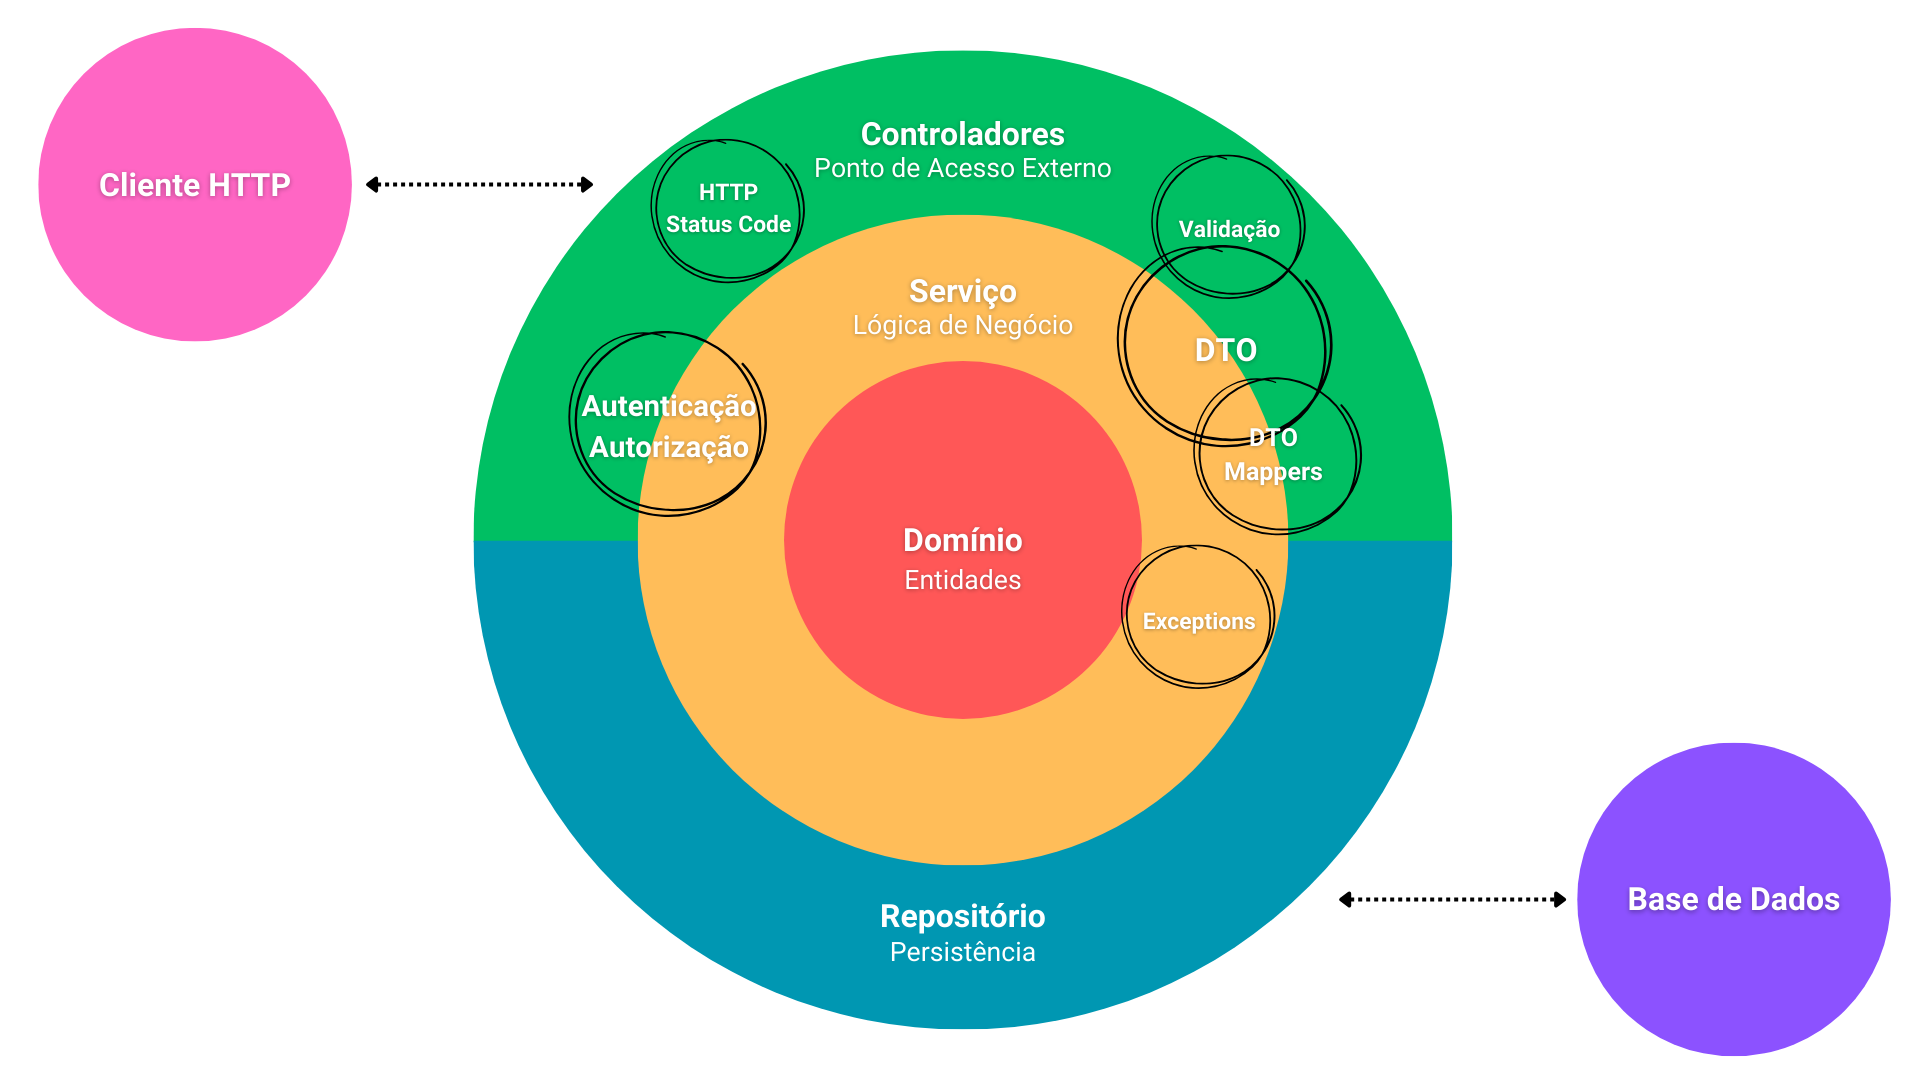 Cliente HTTP
Controladores
Ponto de Acesso Externo
HTTP
Status Code
Validação
Serviço
Lógica de Negócio
DTO
Autenticação
Autorização
DTO
Mappers
Domínio
Entidades
Exceptions
Repositório
Persistência
Base de Dados